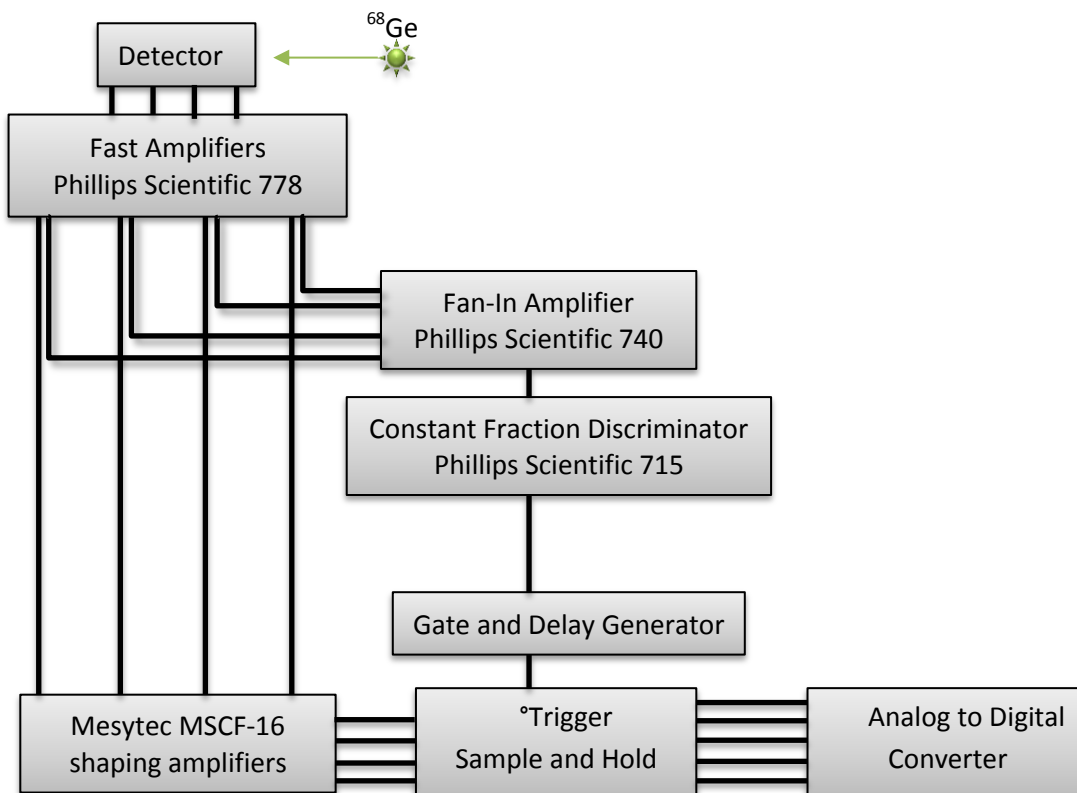 ⁶⁸Ge
Detector
Fast Amplifiers
Phillips Scientific 778
Fan-In Amplifier
Phillips Scientific 740
Constant Fraction Discriminator
Phillips Scientific 715
Gate and Delay Generator
Mesytec MSCF-16
shaping amplifiers
°Trigger
Sample and Hold
Analog to Digital
Converter